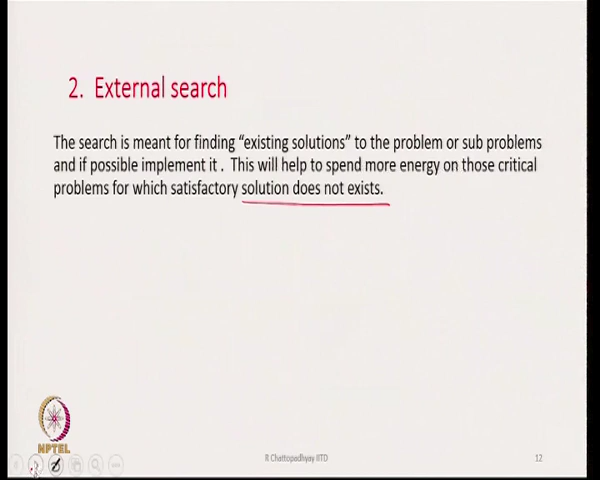 2. External search
The search is meant for finding “existing solutions” to the problem or sub problems
and if possible implement it . This will help to spend more energy on those critical
problems for which satisfactory solution does not exists.
NPTEL
R Chattopadhyay IITD
12